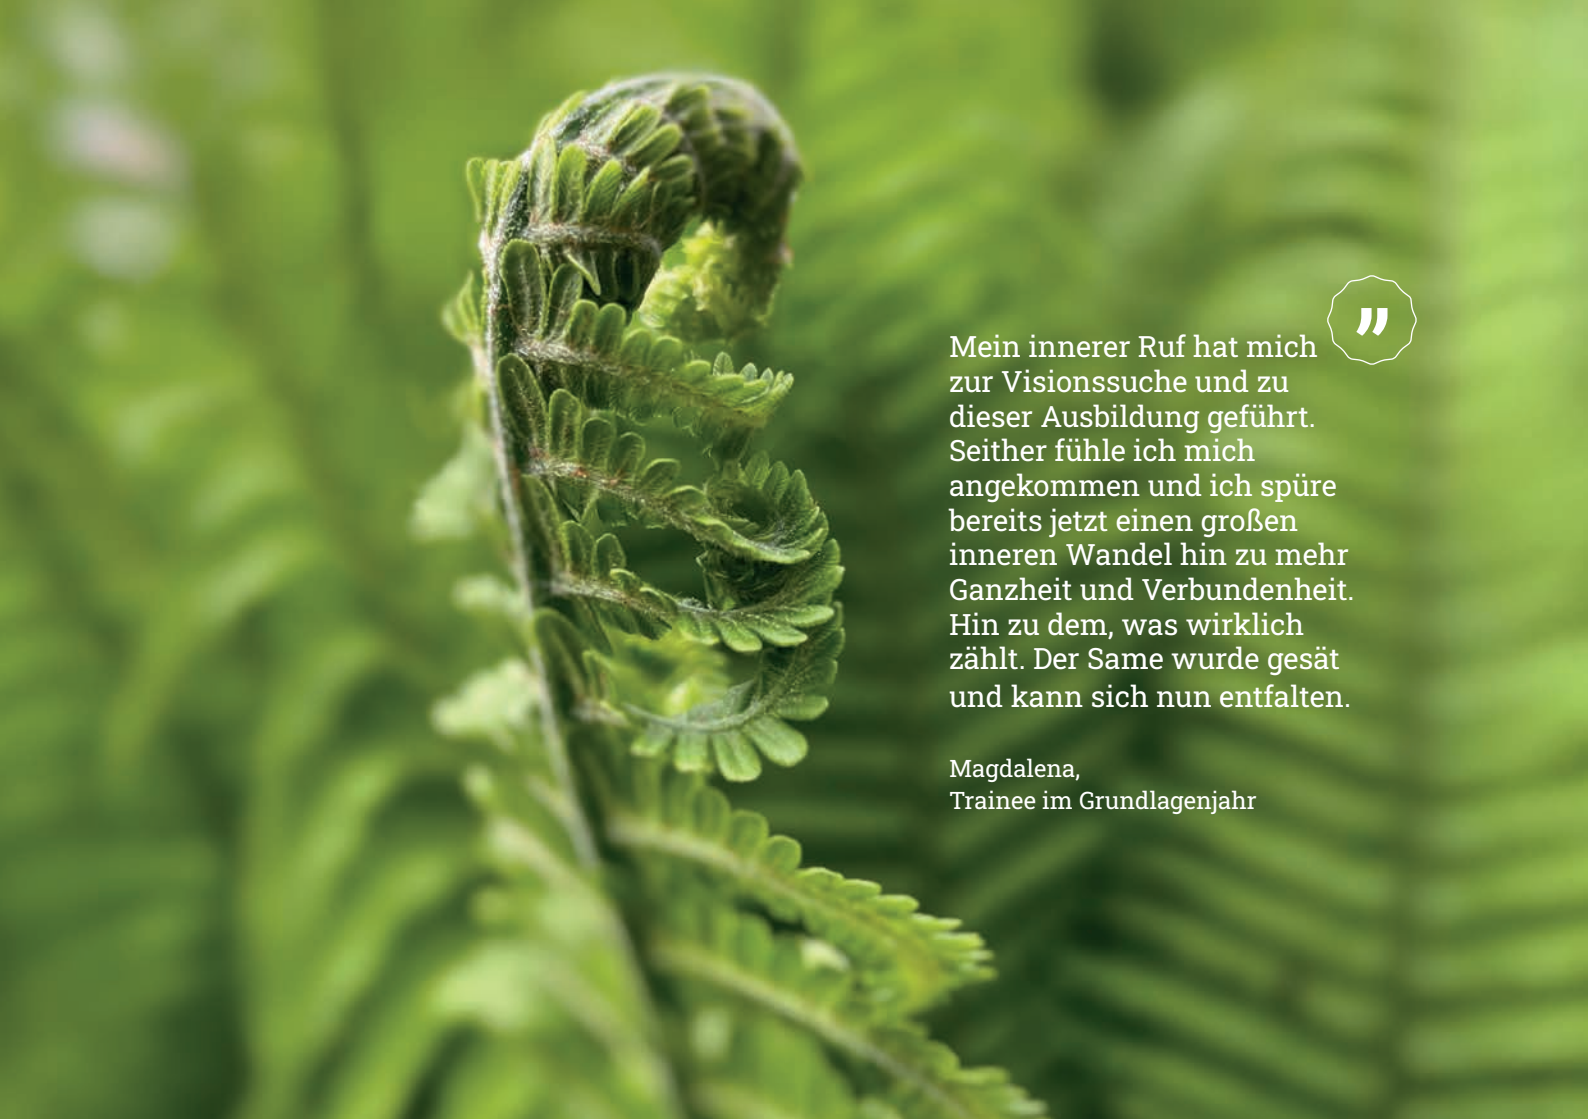 ”
Mein innerer Ruf hat mich
zur Visionssuche und zu
dieser Ausbildung geführt.
Seither fühle ich mich
angekommen und ich spüre
bereits jetzt einen großen
inneren Wandel hin zu mehr
Ganzheit und Verbundenheit.
Hin zu dem, was wirklich
zählt. Der Same wurde gesät
und kann sich nun entfalten.
Magdalena,
Trainee im Grundlagenjahr